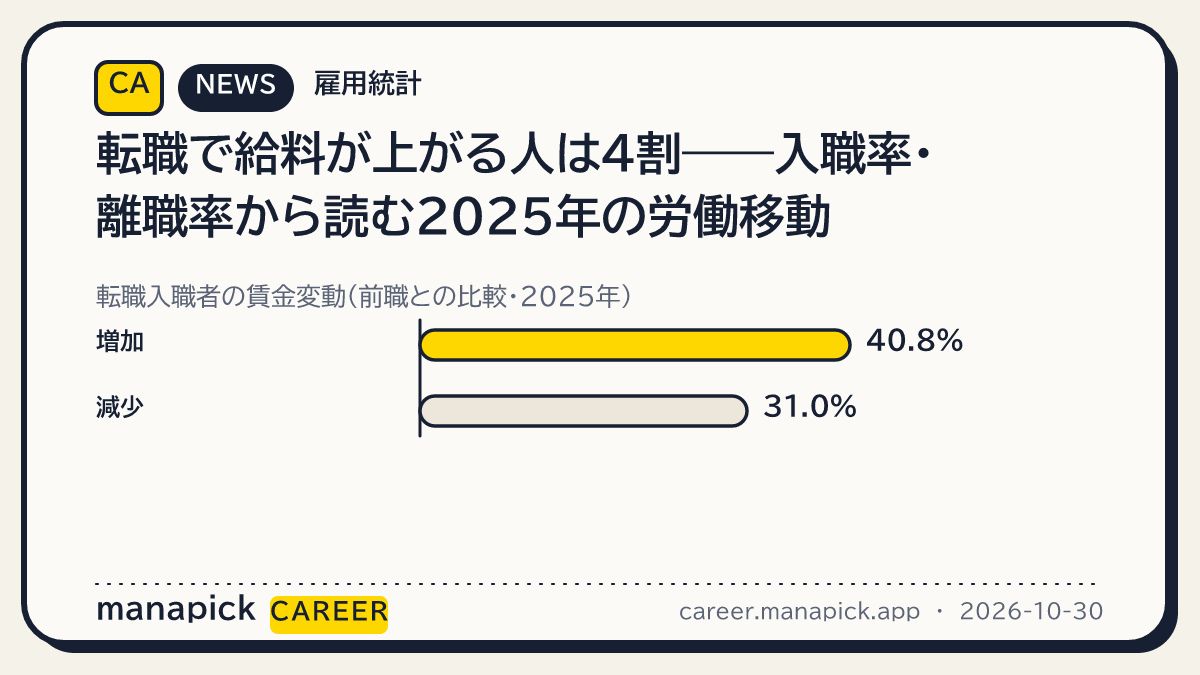 CA NEWS 雇用統計
転職で給料が上がる人は4割──入職率・
離職率から読む2025年の労働移動
転職入職者の賃金変動（前職との比較・2025年）
増加 40.8%
減少 31.0%
manapick CAREER career.manapick.app ・ 2026-10-30